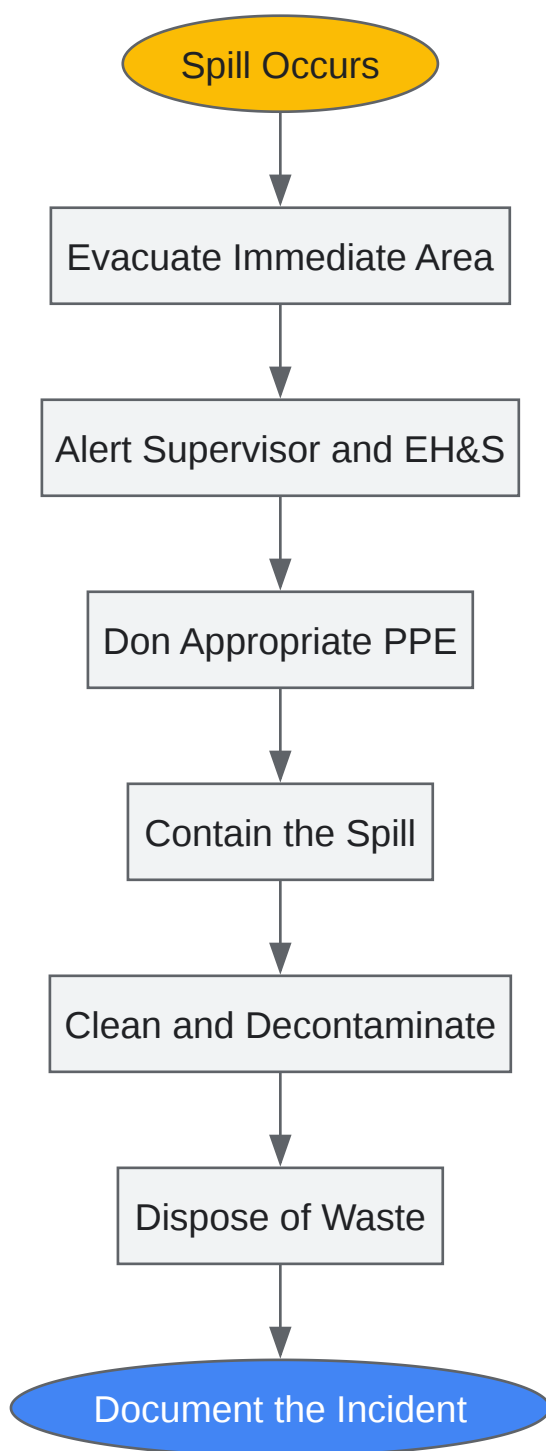 Spill Occurs
Evacuate Immediate Area
Alert Supervisor and EH&S
Don Appropriate PPE
Contain the Spill
Clean and Decontaminate
Dispose of Waste
Document the Incident